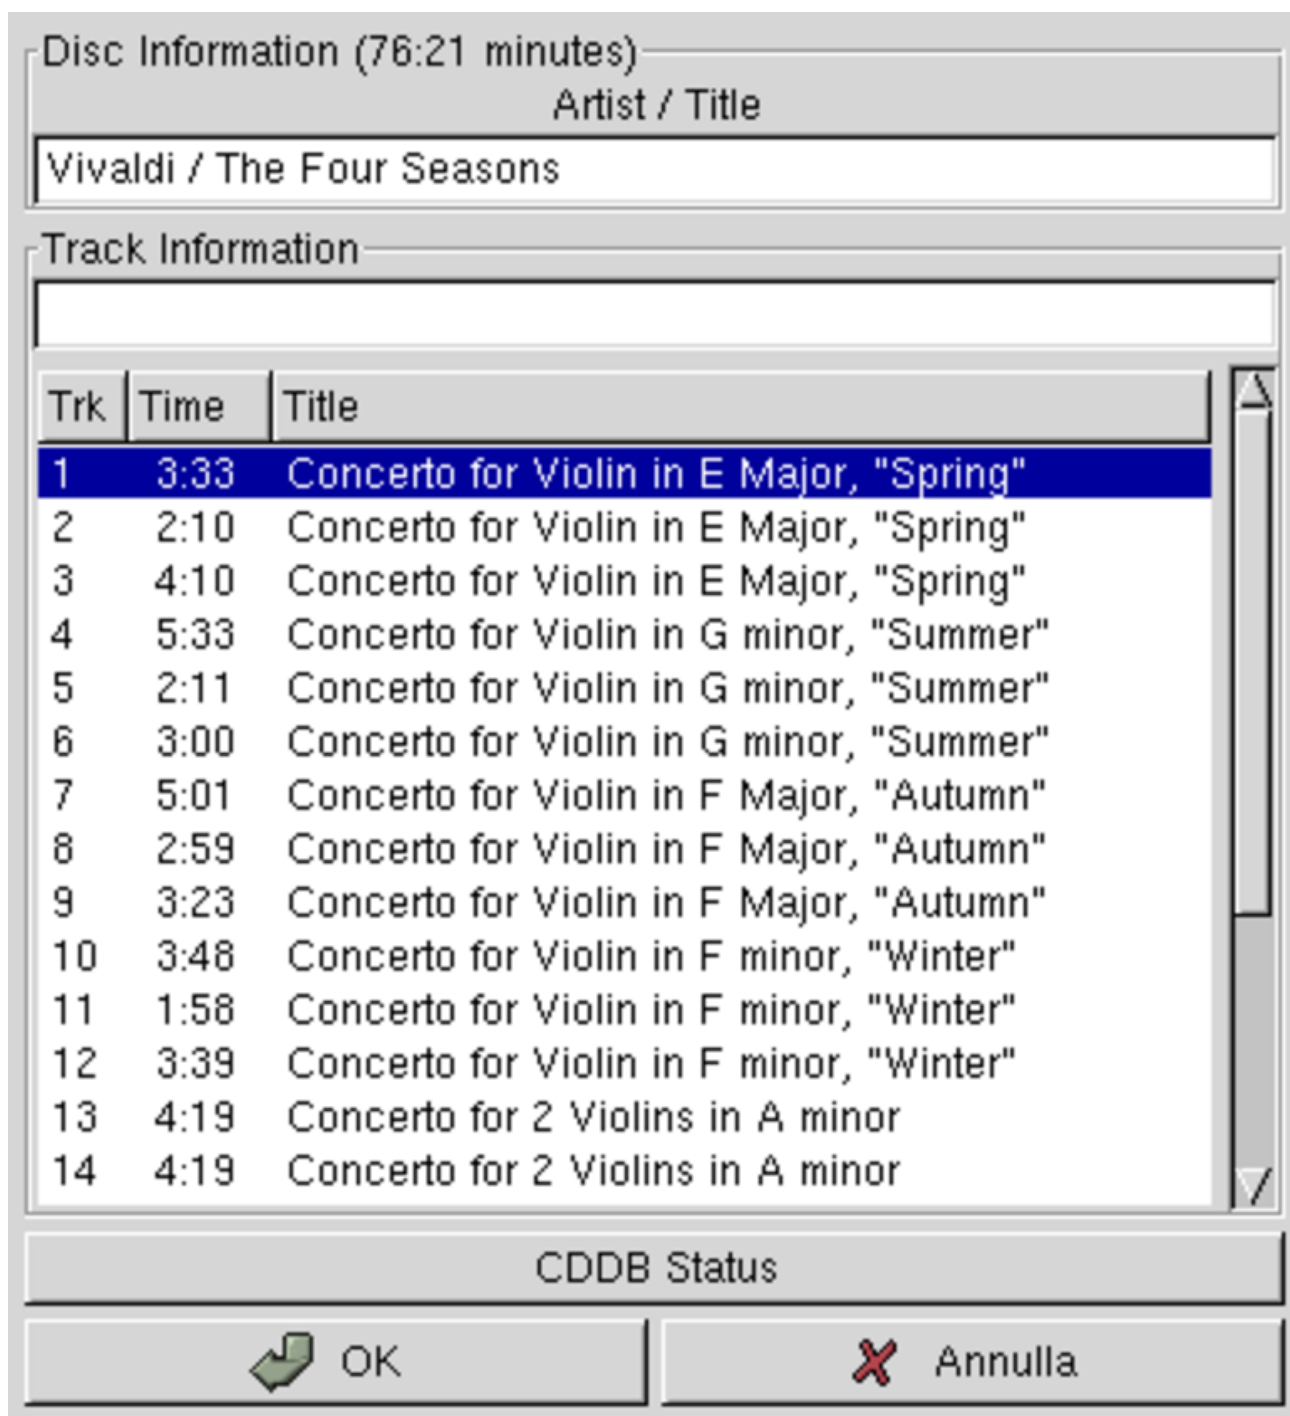 Disc Information (76:21 minutes)
Artist / Title
Vivaldi / The Four Seasons
Track Information
Trk Time Title
1 3:33 Concerto for Violin in E Major, "Spring"
2 2:10 Concerto for Violin in E Major, "Spring"
3 4:10 Concerto for Violin in E Major, "Spring"
4 5:33 Concerto for Violin in G minor, "Summer"
5 2:11 Concerto for Violin in G minor, "Summer"
6 3:00 Concerto for Violin in G minor, "Summer"
7 5:01 Concerto for Violin in F Major, "Autumn"
8 2:59 Concerto for Violin in F Major, "Autumn"
9 3:23 Concerto for Violin in F Major, "Autumn"
10 3:48 Concerto for Violin in F minor, "Winter"
11 1:58 Concerto for Violin in F minor, "Winter"
12 3:39 Concerto for Violin in F minor, "Winter"
13 4:19 Concerto for 2 Violins in A minor
14 4:19 Concerto for 2 Violins in A minor
CDDB Status
OK Annulla